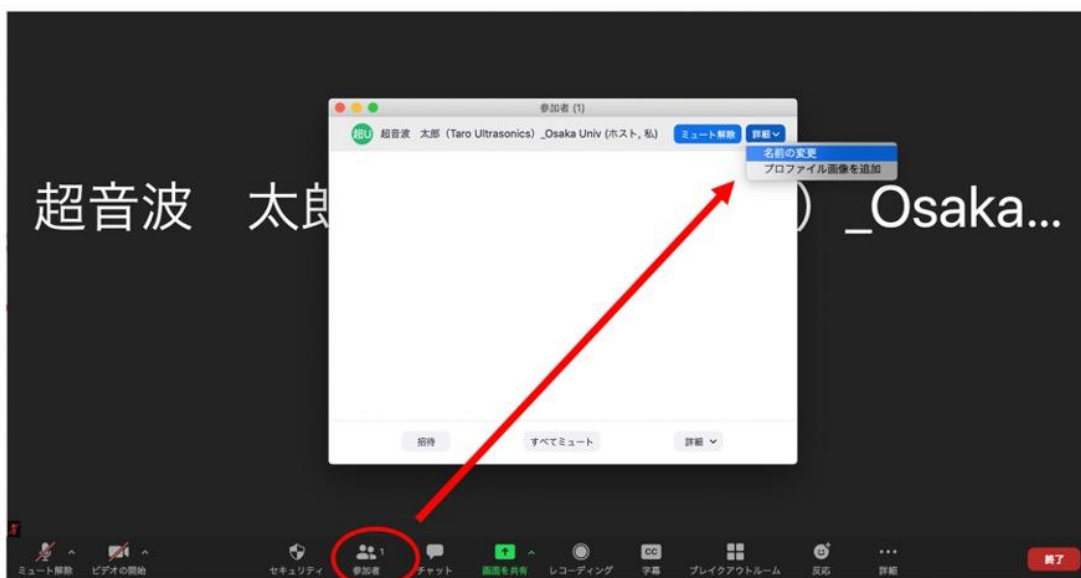 参加者 (1)
超U 超音波 太郎（Taro Ultrasonics）_Osaka Univ (ホスト, 私) ミュート解除 詳細
名前の変更
プロファイル画像を追加
超音波 太郎 ）_Osaka...
招待 すべてミュート 詳細
1 CC
ミュート解除 ビデオの開始 セキュリティ 参加者 チャット 画面を共有 レコーディング 字幕 ブレイクアウトルーム 反応 詳細 終了